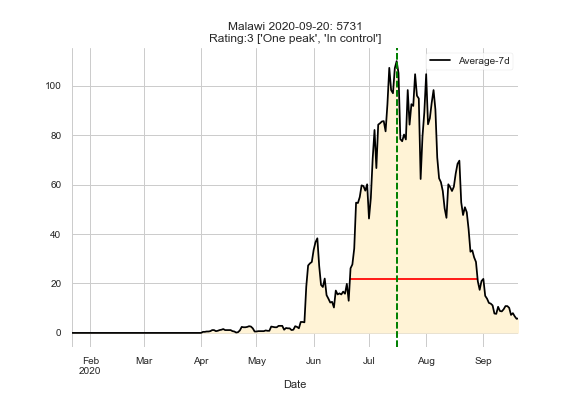 Malawi 2020-09-20: 5731
Rating:3 ['One peak', 'In control']
Average-7d
100
80
60
40
20
0
Feb Mar Apr May Jun Jul Aug Sep
2020
Date